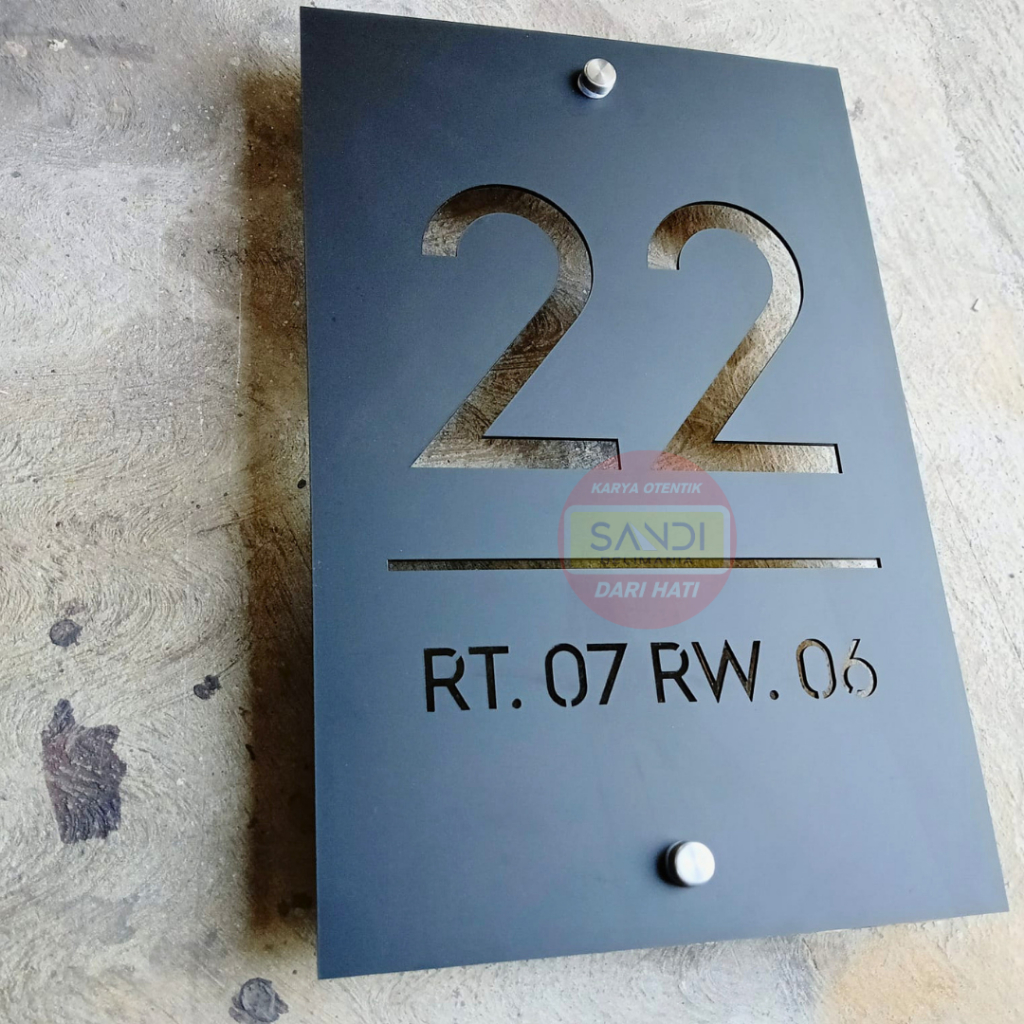 22
KARYA OTENTIK
SANDI
DARI HATI
RT. 07 RW. 06